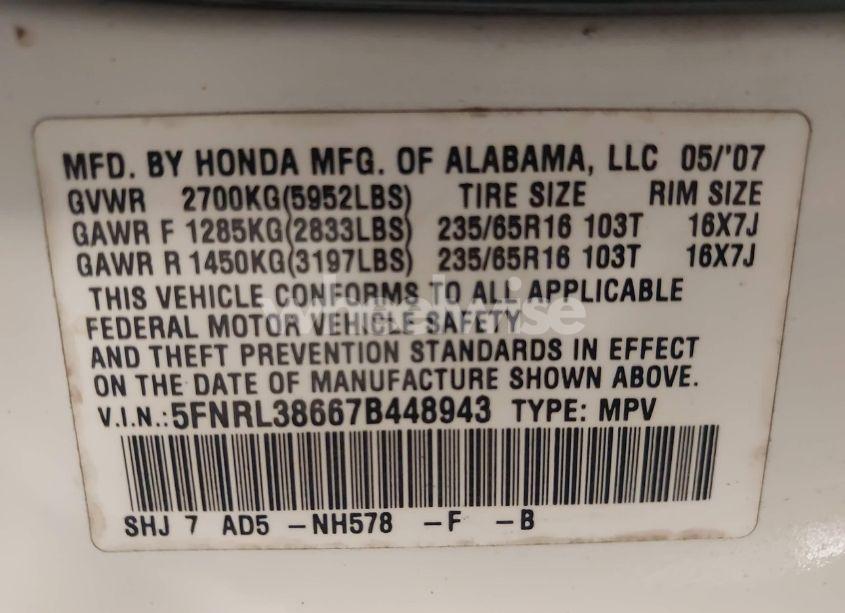 MFD. BY HONDA MFG. OF ALABAMA, LLC 05/'07
GVWR 2700KG(5952LBS) TIRE SIZE RIM SIZE
GAWR F 1285KG(2833LBS) 235/65R16 103T 16X7J
GAWR R 1450KG(3197LBS) 235/65R16 103T 16X7J
THIS VEHICLE CONFORMS TO ALL APPLICABLE
wheelwise
FEDERAL MOTOR VEHICLE SAFETY
AND THEFT PREVENTION STANDARDS IN EFFECT
ON THE DATE OF MANUFACTURE SHOWN ABOVE.
V.I.N.:5FNRL38667B448943 TYPE: MPV
SHJ 7 AD5 -NH578 -F -B